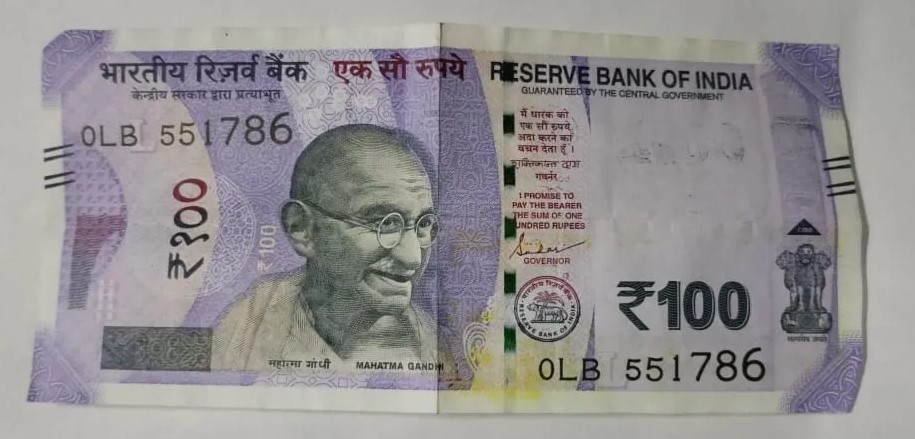 भारतीय रिज़र्व बैंक एक सौ रुपये RESERVE BANK OF INDIA
केन्द्रीय सरकार द्वारा प्रत्याभूत GUARANTEED BY THE CENTRAL GOVERNMENT
0LB 551786
मैं धारक को
एक सौ रुपये
अदा करने का
वचन देता हूँ ।
शक्तिकान्त दास
गवर्नर
I PROMISE TO
PAY THE BEARER
THE SUM OF ONE
HUNDRED RUPEES
GOVERNOR
₹१००
₹100
RESERVE BANK OF INDIA
₹100
सत्यमेव जयते
महात्मा गांधी MAHATMA GANDHI
0LB 551786